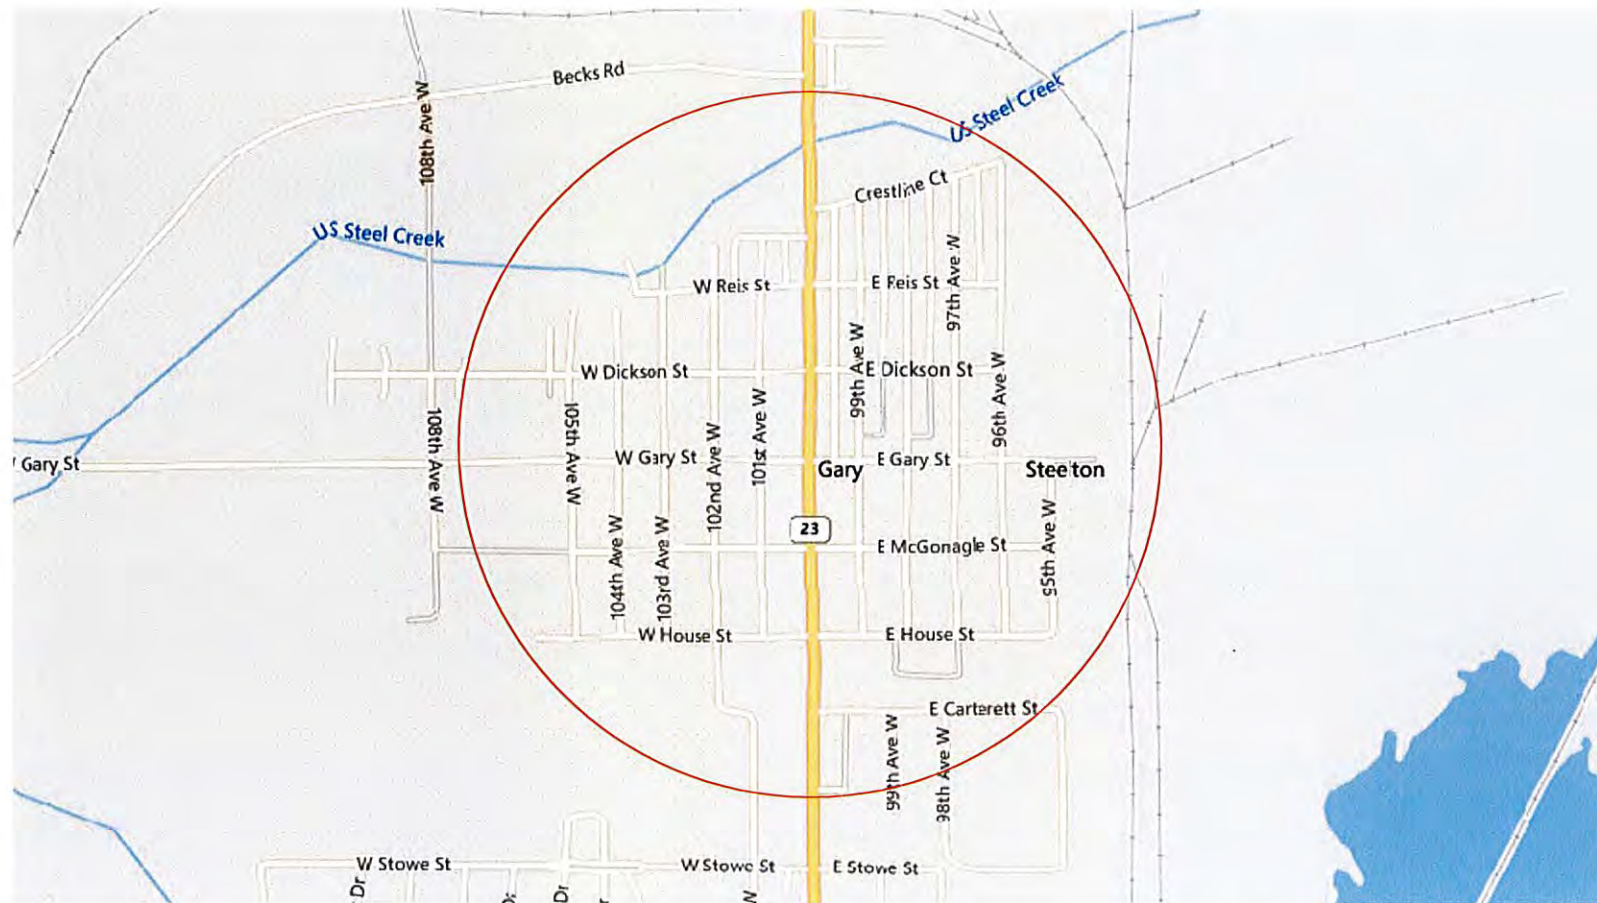 Becks Rd
108th Ave W
US Steel Creek
Crestline Ct
US Steel Creek
97th Ave W
W Reis St
E Reis St
99th Ave W
W Dickson St
E Dickson St
96th Ave W
108th Ave W
105th Ave W
101st Ave W
102nd Ave W
Gary St
W Gary St
Gary
E Gary St
Steelton
104th Ave W
103rd Ave W
23
E McGonagle St
95th Ave W
W House St
E House St
E Carterett St
99th Ave W
98th Ave W
W Stowe St
W Stowe St
E Stowe St
Dr
Dr
W